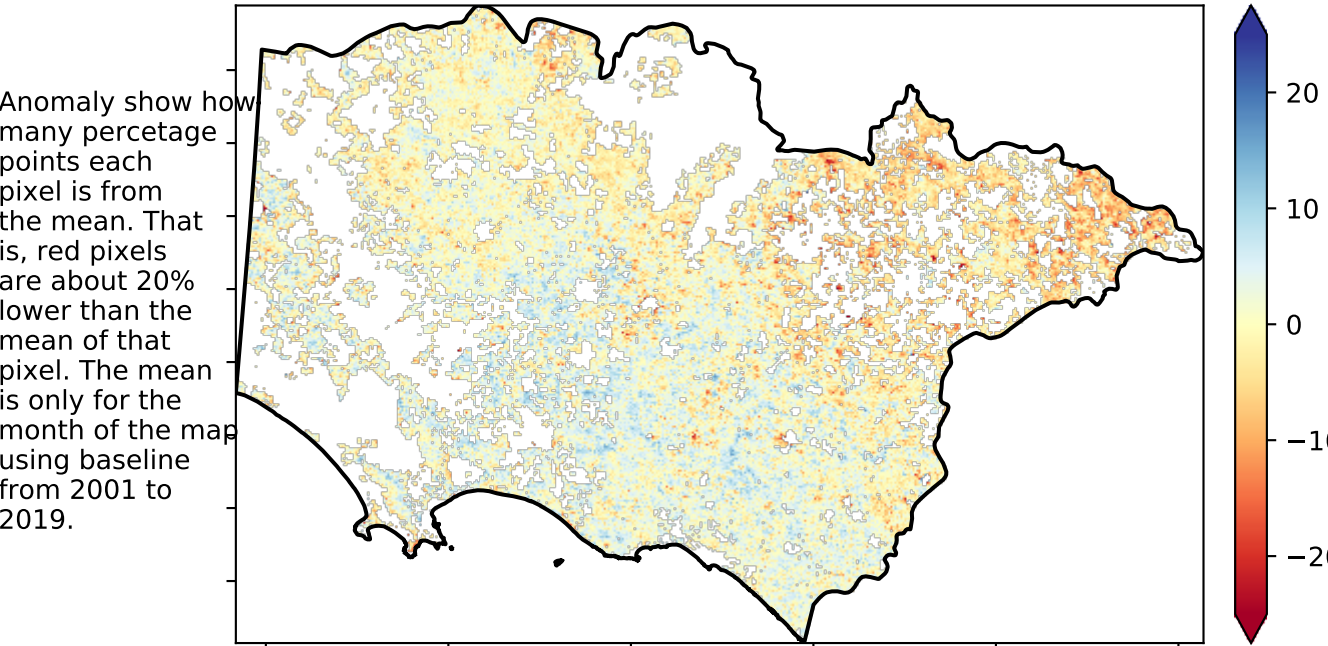 Anomaly show how
many percetage
points each
pixel is from
the mean. That
is, red pixels
are about 20%
lower than the
mean of that
pixel. The mean
is only for the
month of the map
using baseline
from 2001 to
2019.
20
10
0
−10
−20